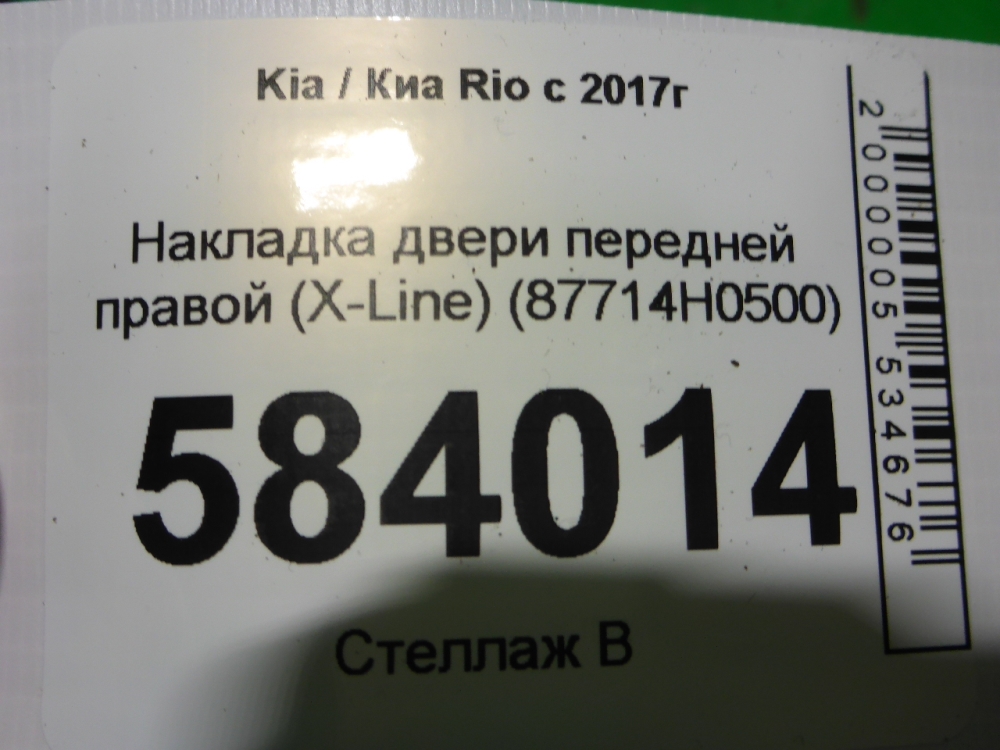 Kia / Киа Rio с 2017г
Накладка двери передней
правой (X-Line) (87714H0500)
584014
Стеллаж В
2000005534676